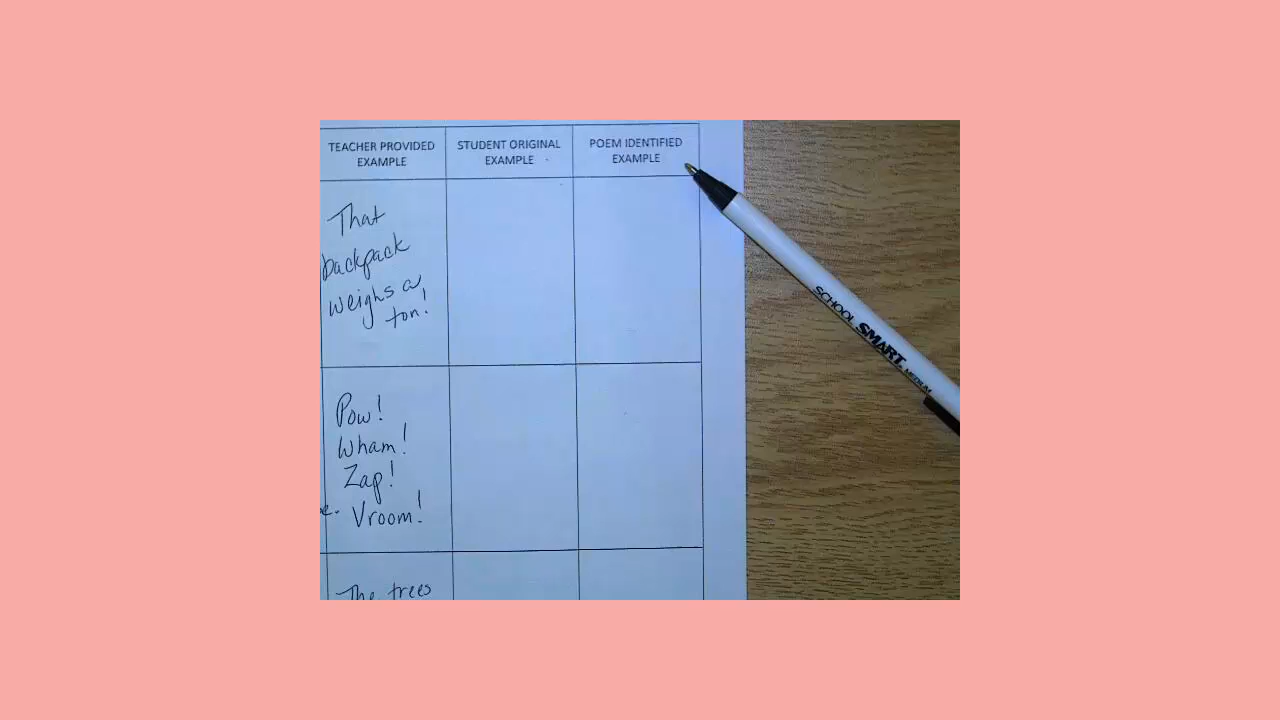 TEACHER PROVIDED
EXAMPLE
STUDENT ORIGINAL
EXAMPLE
POEM IDENTIFIED
EXAMPLE
That
backpack
weighs a
ton!
Pow!
Wham!
Zap!
Vroom!
The trees
SCHOOL SMART MEDIUM